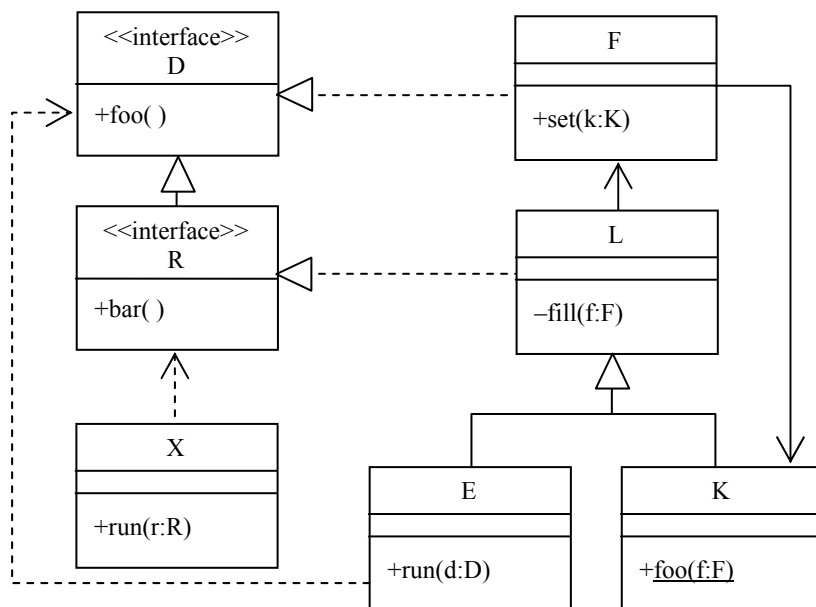 <<interface>>
D
+foo( )
F
+set(k:K)
<<interface>>
R
+bar( )
L
–fill(f:F)
X
+run(r:R)
E
+run(d:D)
K
+foo(f:F)